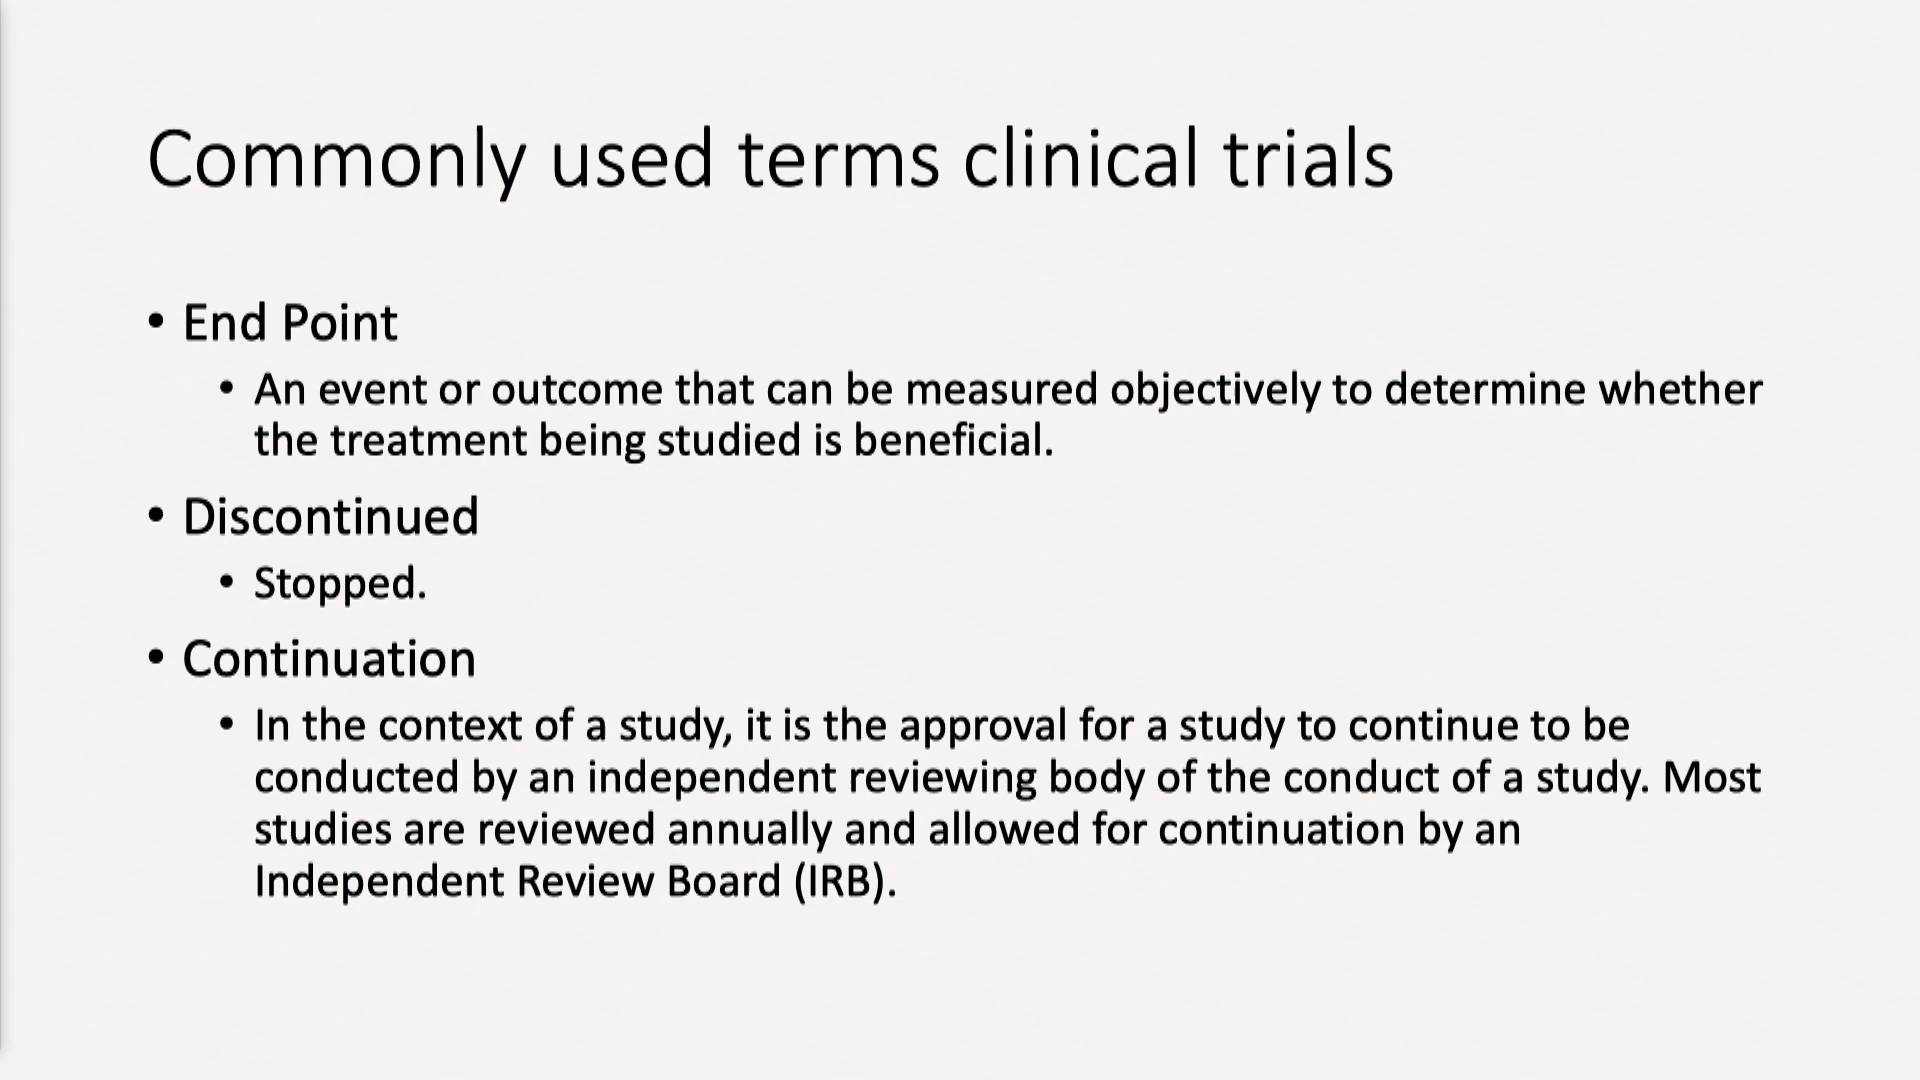 Commonly used terms clinical trials
• End Point
• An event or outcome that can be measured objectively to determine whether
the treatment being studied is beneficial.
• Discontinued
• Stopped.
• Continuation
• In the context of a study, it is the approval for a study to continue to be
conducted by an independent reviewing body of the conduct of a study. Most
studies are reviewed annually and allowed for continuation by an
Independent Review Board (IRB).